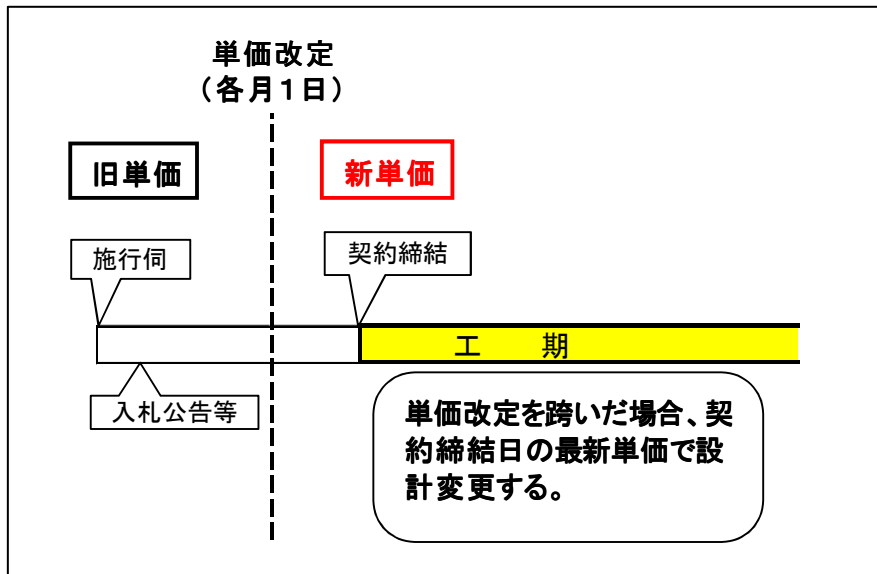 単価改定
（各月１日）
旧単価
新単価
施行伺
契約締結
工　期
入札公告等
単価改定を跨いだ場合、契
約締結日の最新単価で設
計変更する。